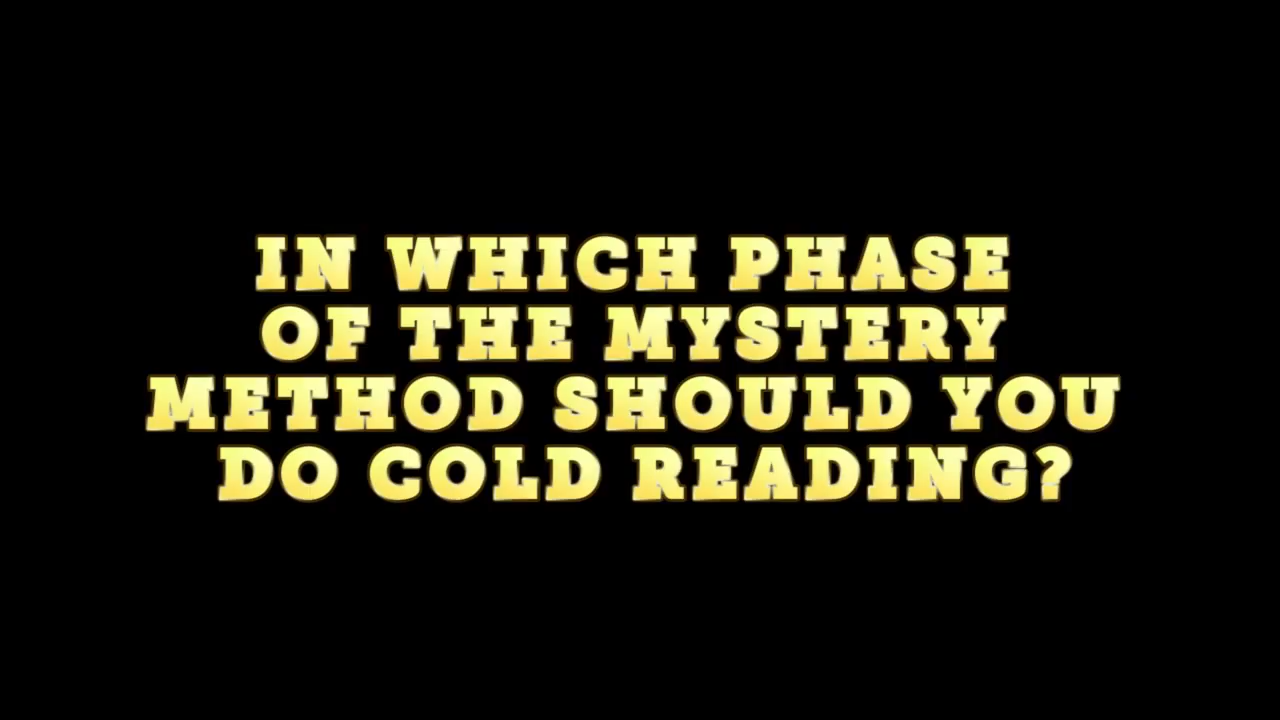 IN WHICH PHASE
OF THE MYSTERY
METHOD SHOULD YOU
DO COLD READING?